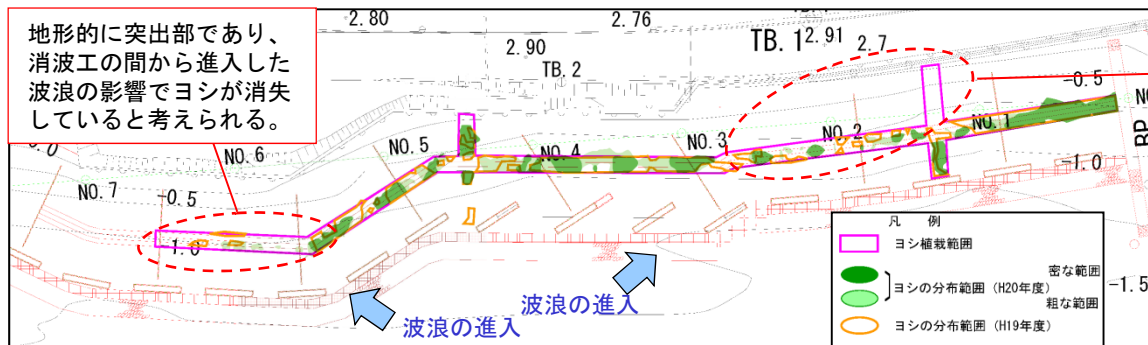 地形的に突出部であり、
消波工の間から進入した
波浪の影響でヨシが消失
していると考えられる。
2.80
2.76
2.90
TB.2
TB.1
2.91
2.7
-0.5
NO.1
NO.2
NO.3
NO.4
NO.5
NO.6
NO.7
-0.5
1.0
-1.0
BP
-1.5
波浪の進入
波浪の進入
凡 例
ヨシ植栽範囲
密な範囲
ヨシの分布範囲(H20年度)
粗な範囲
ヨシの分布範囲(H19年度)